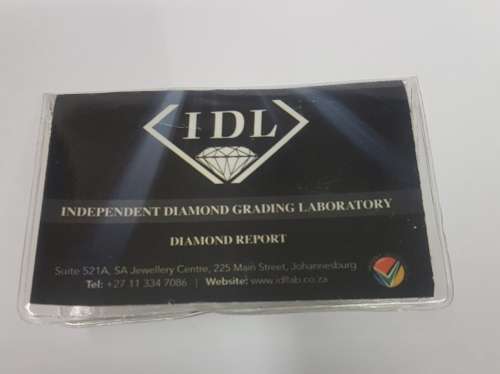 IDL
INDEPENDENT DIAMOND GRADING LABORATORY
DIAMOND REPORT
Suite 521A, SA Jewellery Centre, 225 Main Street, Johannesburg
Tel: +27 11 334 7086 | Website: www.idllab.co.za